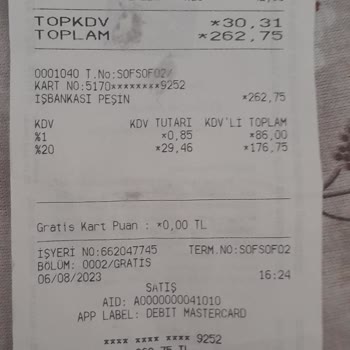 TOPKDV *30,31
TOPLAM *262,75
0001040 T.No:SOFSOF02/
KART NO:5170********9252
İŞBANKASI PEŞİN *262,75
KDV KDV TUTARI KDV'Lİ TOPLAM
%1 *0,85 *86,00
%20 *29,46 *176,75
Gratis Kart Puan : *0,00 TL
İŞYERİ NO:662047745 TERM.NO:SOFSOF02
BÖLÜM: 0002/GRATIS
06/08/2023 16:24
SATIŞ
AID: A0000000041010
APP LABEL: DEBIT MASTERCARD
**** **** **** 9252